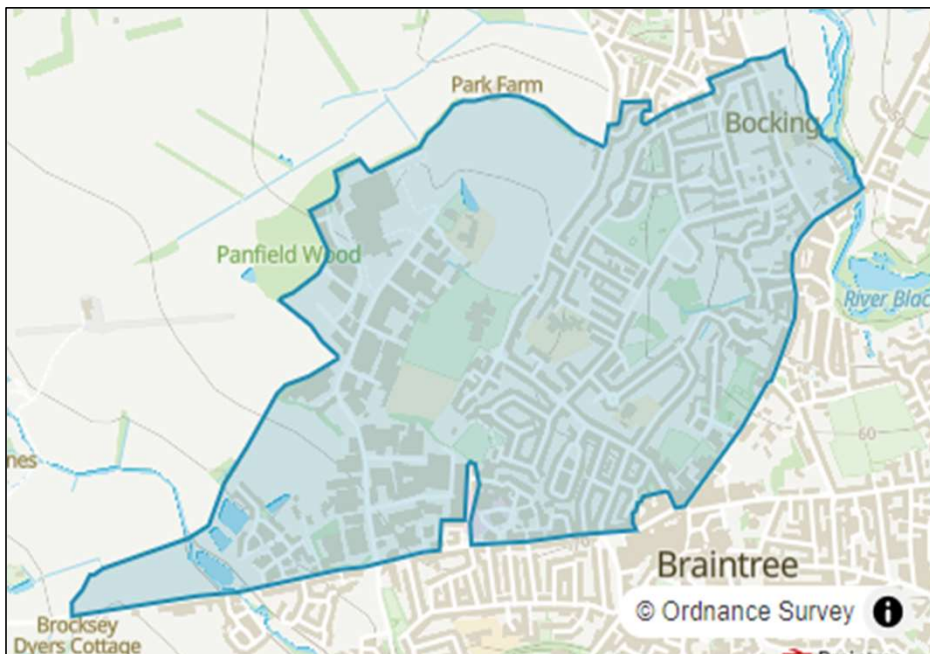 Park Farm
Bocking
Panfield Wood
River Blac
60
nes
Braintree
© Ordnance Survey
Brocksey
Dyers Cottage